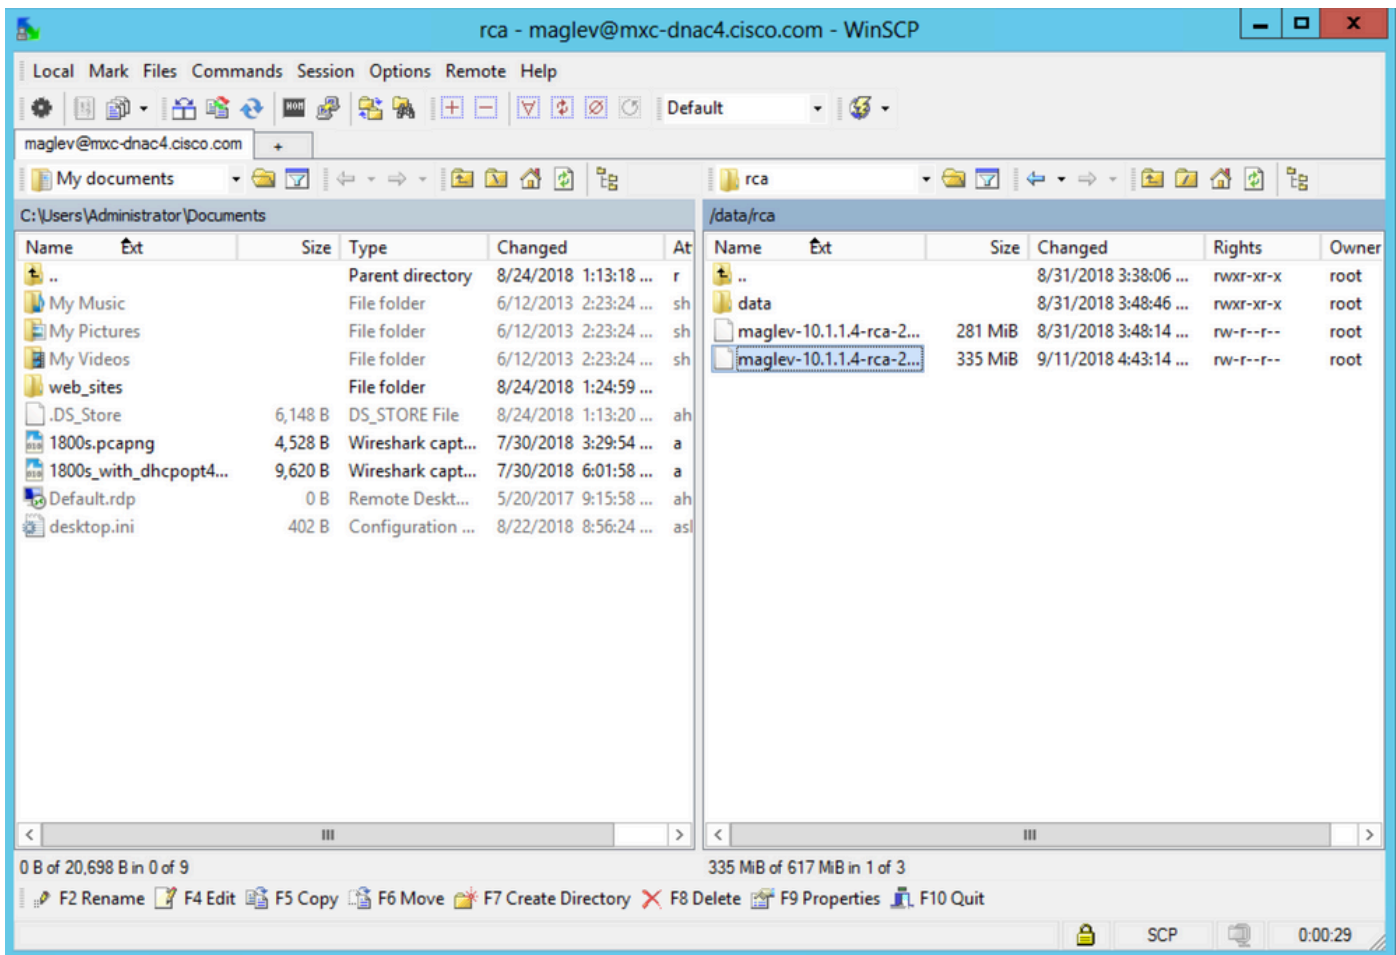 rca - maglev@mxc-dnac4.cisco.com - WinSCP
Local Mark Files Commands Session Options Remote Help
Default
maglev@mxc-dnac4.cisco.com +
My documents rca
C:\Users\Administrator\Documents /data/rca
Name Ext Size Type Changed At Name Ext Size Changed Rights Owner
.. Parent directory 8/24/2018 1:13:18 ... r .. 8/31/2018 3:38:06 ... rwxr-xr-x root
My Music File folder 6/12/2013 2:23:24 ... sh data 8/31/2018 3:48:46 ... rwxr-xr-x root
My Pictures File folder 6/12/2013 2:23:24 ... sh maglev-10.1.1.4-rca-2... 281 MiB 8/31/2018 3:48:14 ... rw-r--r-- root
My Videos File folder 6/12/2013 2:23:24 ... sh maglev-10.1.1.4-rca-2... 335 MiB 9/11/2018 4:43:14 ... rw-r--r-- root
web_sites File folder 8/24/2018 1:24:59 ...
.DS_Store 6,148 B DS_STORE File 8/24/2018 1:13:20 ... ah
1800s.pcapng 4,528 B Wireshark capt... 7/30/2018 3:29:54 ... a
1800s_with_dhcpopt4... 9,620 B Wireshark capt... 7/30/2018 6:01:58 ... a
Default.rdp 0 B Remote Deskt... 5/20/2017 9:15:58 ... ah
desktop.ini 402 B Configuration ... 8/22/2018 8:56:24 ... asl
0 B of 20,698 B in 0 of 9 335 MiB of 617 MiB in 1 of 3
F2 Rename F4 Edit F5 Copy F6 Move F7 Create Directory F8 Delete F9 Properties F10 Quit
SCP 0:00:29